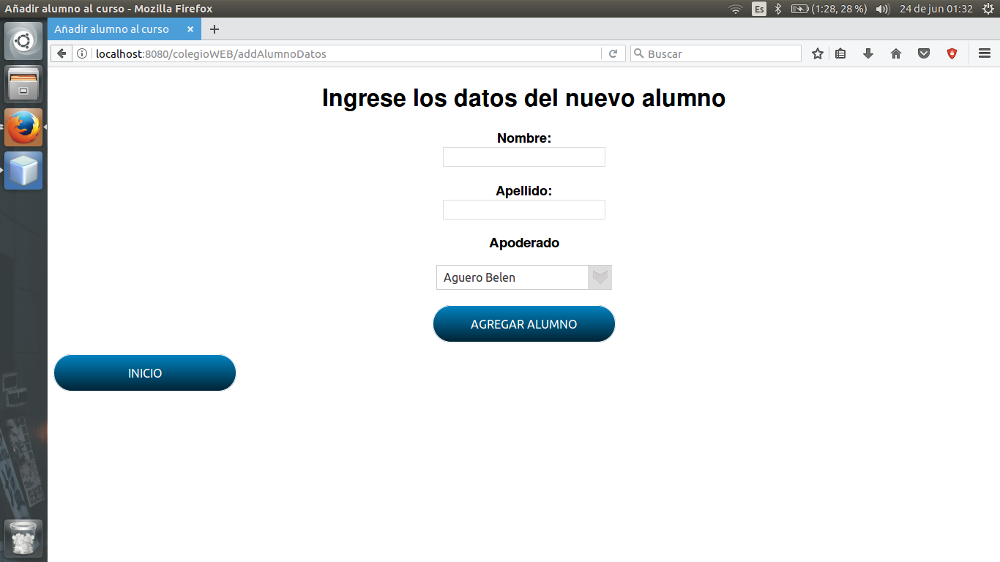 Añadir alumno al curso - Mozilla Firefox
Es
(1:28, 28 %)
24 de jun 01:32
Añadir alumno al curso
localhost:8080/colegioWEB/addAlumnoDatos
Buscar
Ingrese los datos del nuevo alumno
Nombre:
Apellido:
Apoderado
Aguero Belen
AGREGAR ALUMNO
INICIO